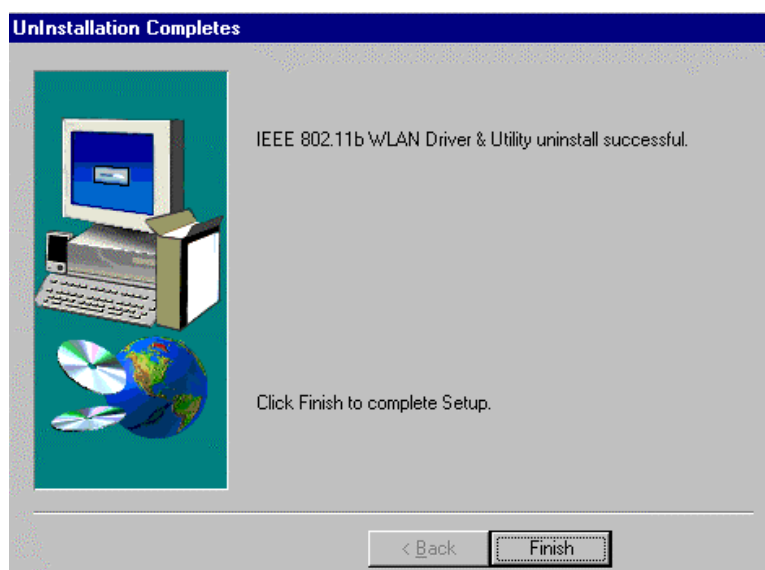 UnInstallation Completes
IEEE 802.11b WLAN Driver & Utility uninstall successful.
Click Finish to complete Setup.
< Back
Finish